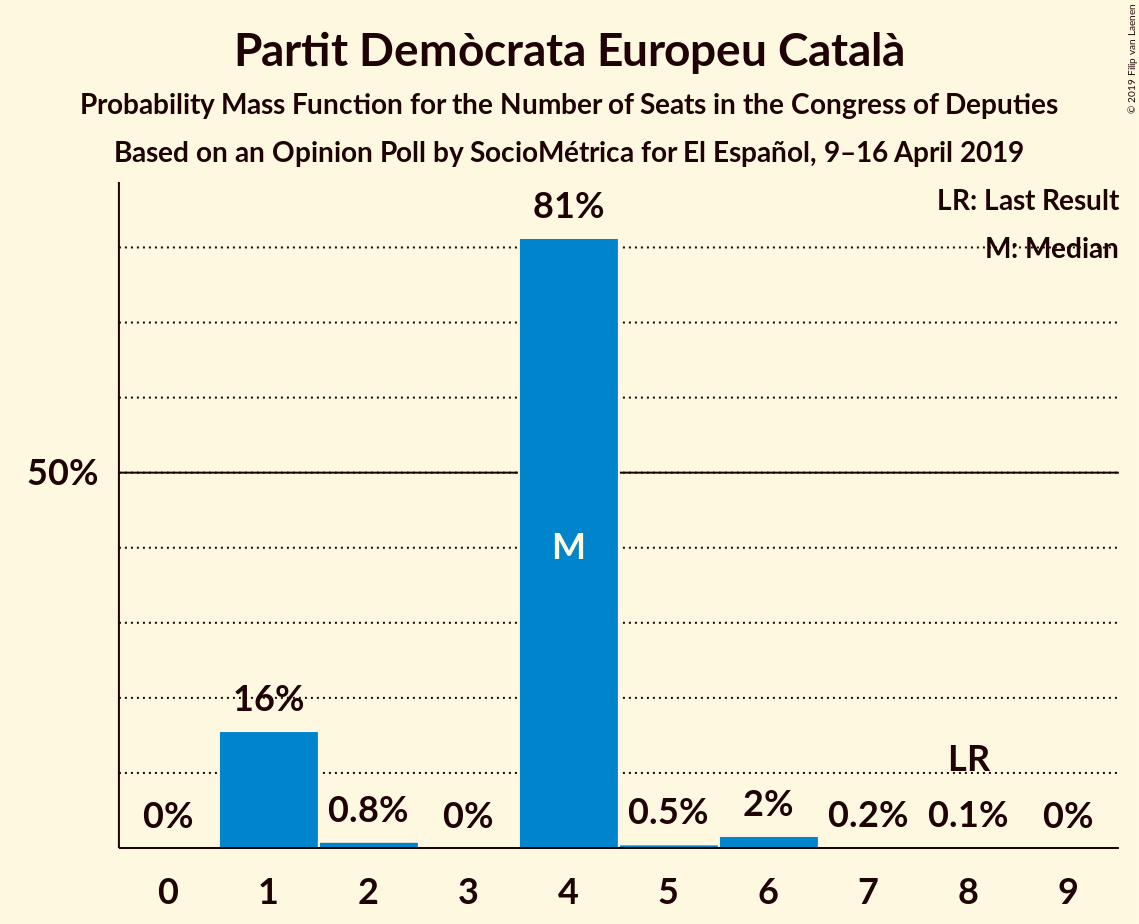 Partit Demòcrata Europeu Català
Probability Mass Function for the Number of Seats in the Congress of Deputies
Based on an Opinion Poll by SocioMétrica for El Español, 9–16 April 2019
© 2019 Filip van Laenen
LR: Last Result
M: Median
81%
50%
M
16%
LR
0% 0.8% 0% 0.5% 2% 0.2% 0.1% 0%
0 1 2 3 4 5 6 7 8 9